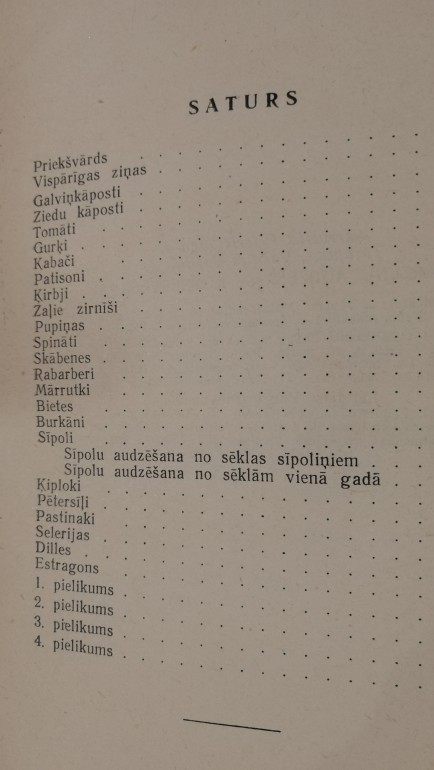 SATURS
Priekšvārds
Vispārīgas ziņas
Galviņkāposti
Ziedu kāposti
Tomāti
Gurķi
Kabači
Patisoni
Ķirbji
Zaļie zirnīši
Pupiņas
Spināti
Skābenes
Rabarberi
Mārrutki
Bietes
Burkāni
Sīpoli
Sīpolu audzēšana no sēklas sīpoliņiem
Sīpolu audzēšana no sēklām vienā gadā
Ķiploki
Pētersīļi
Pastinaki
Selerijas
Dilles
Estragons
1. pielikums
2. pielikums
3. pielikums
4. pielikums